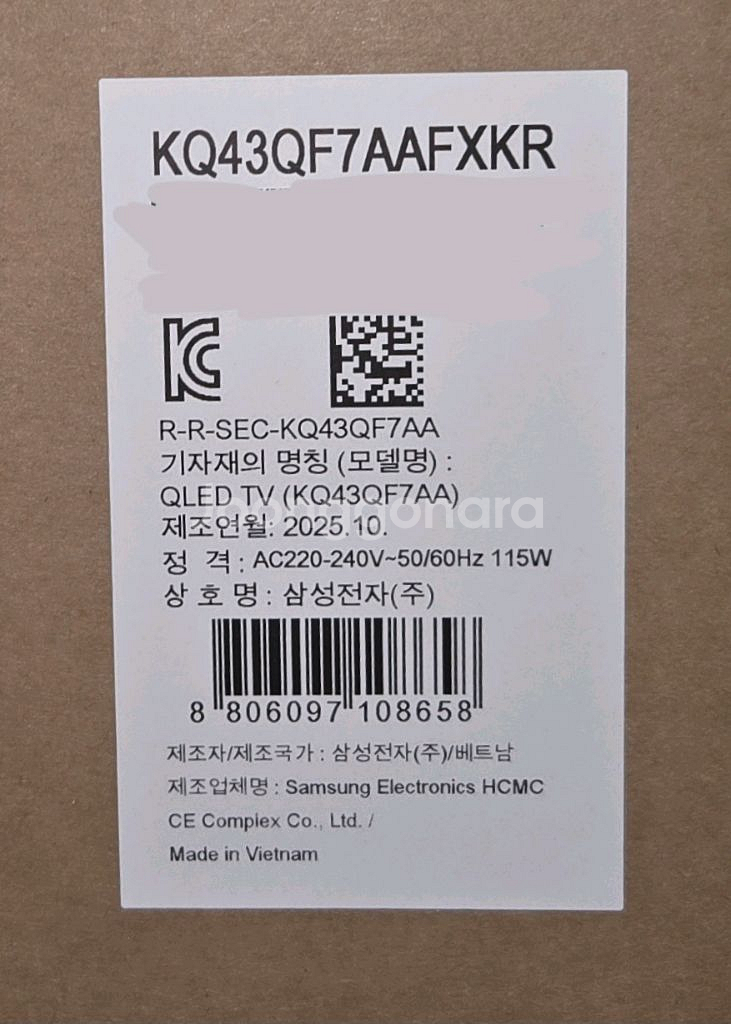 KQ43QF7AAFXKR
R-R-SEC-KQ43QF7AA
기자재의 명칭 (모델명) :
QLED TV (KQ43QF7AA)
joonggonara
제조연월: 2025.10.
정 격 : AC220-240V~50/60Hz 115W
상 호 명 : 삼성전자(주)
8 806097 108658
제조자/제조국가 : 삼성전자(주)/베트남
제조업체명 : Samsung Electronics HCMC
CE Complex Co., Ltd. /
Made in Vietnam